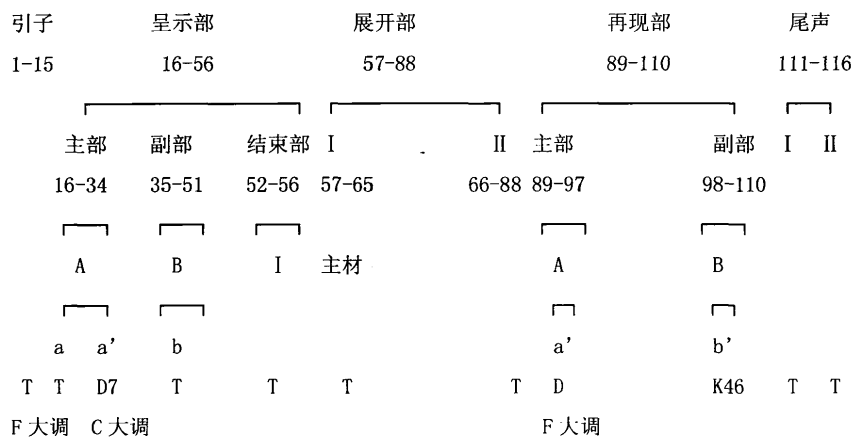 引子 呈示部 展开部 再现部 尾声
1-15 16-56 57-88 89-110 111-116
主部 副部 结束部 I II 主部 副部 I II
16-34 35-51 52-56 57-65 66-88 89-97 98-110
A B I 主材 A B
a a' b a' b'
T T D7 T T T T D K46 T T
F大调 C大调 F大调